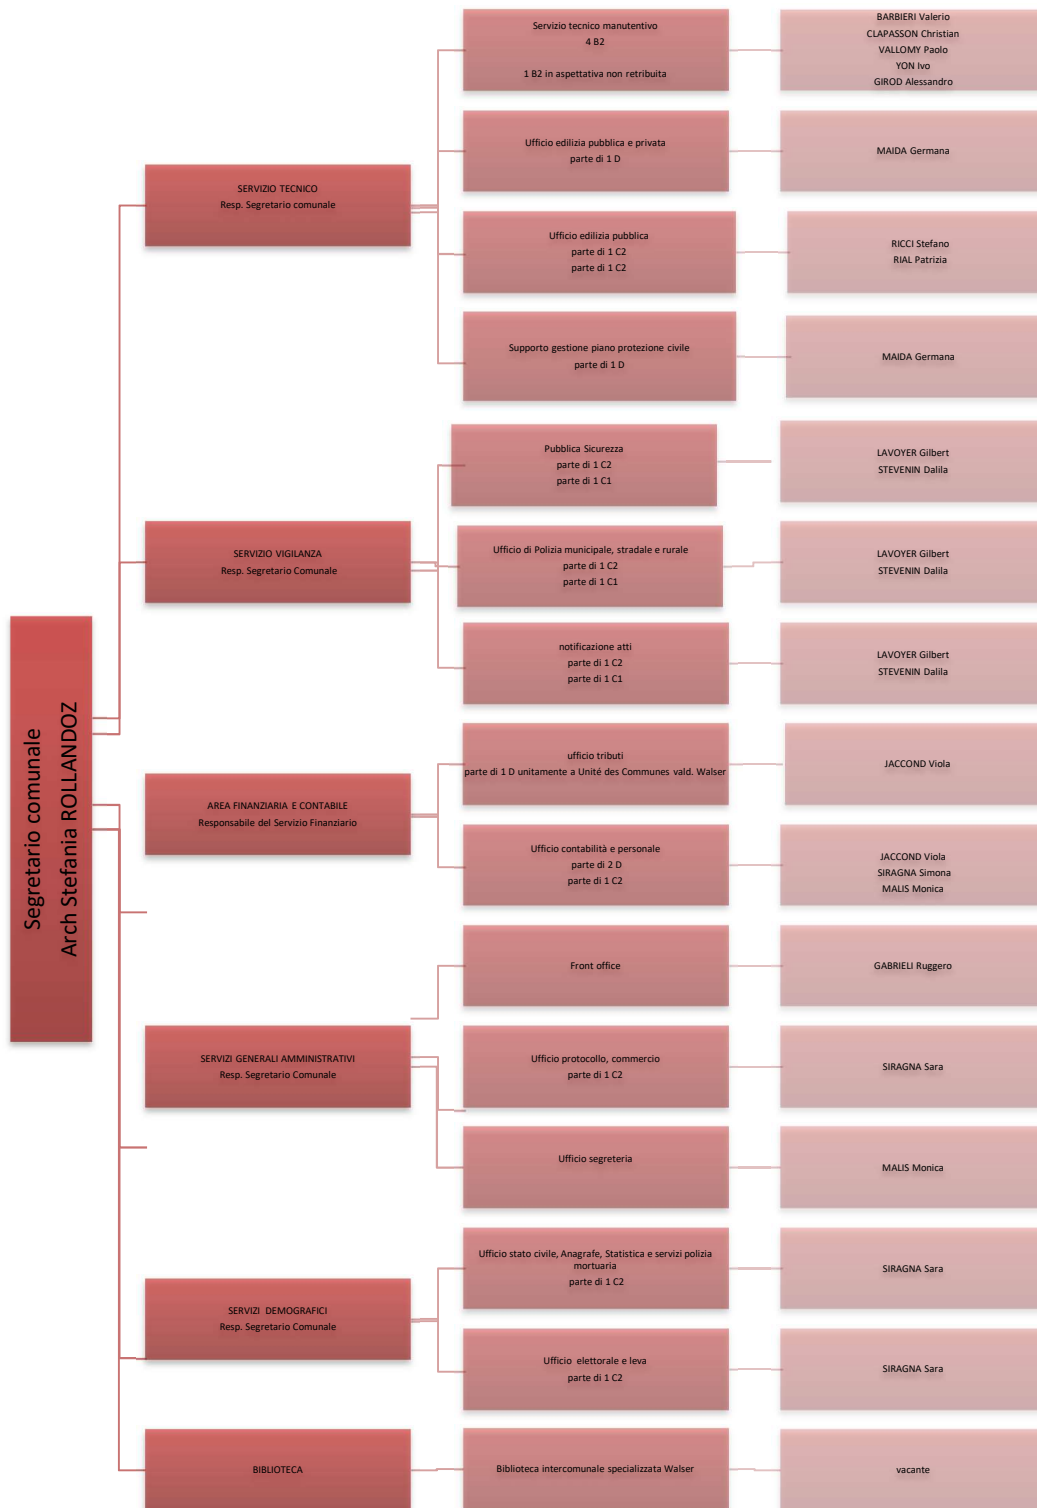 Segretario comunale
Arch Stefania ROLLANDOZ
SERVIZIO TECNICO
Resp. Segretario comunale
Servizio tecnico manutentivo
4 B2
1 B2 in aspettativa non retribuita
BARBIERI Valerio
CLAPASSON Christian
VALLOMY Paolo
YON Ivo
GIROD Alessandro
Ufficio edilizia pubblica e privata
parte di 1 D
MAIDA Germana
Ufficio edilizia pubblica
parte di 1 C2
parte di 1 C2
RICCI Stefano
RIAL Patrizia
Supporto gestione piano protezione civile
parte di 1 D
MAIDA Germana
SERVIZIO VIGILANZA
Resp. Segretario Comunale
Pubblica Sicurezza
parte di 1 C2
parte di 1 C1
LAVOYER Gilbert
STEVENIN Dalila
Ufficio di Polizia municipale, stradale e rurale
parte di 1 C2
parte di 1 C1
LAVOYER Gilbert
STEVENIN Dalila
notificazione atti
parte di 1 C2
parte di 1 C1
LAVOYER Gilbert
STEVENIN Dalila
AREA FINANZIARIA E CONTABILE
Responsabile del Servizio Finanziario
ufficio tributi
parte di 1 D unitamente a Unité des Communes vald. Walser
JACCOND Viola
Ufficio contabilità e personale
parte di 2 D
parte di 1 C2
JACCOND Viola
SIRAGNA Simona
MALIS Monica
SERVIZI GENERALI AMMINISTRATIVI
Resp. Segretario Comunale
Front office
GABRIELI Ruggero
Ufficio protocollo, commercio
parte di 1 C2
SIRAGNA Sara
Ufficio segreteria
MALIS Monica
SERVIZI DEMOGRAFICI
Resp. Segretario Comunale
Ufficio stato civile, Anagrafe, Statistica e servizi polizia
mortuaria
parte di 1 C2
SIRAGNA Sara
Ufficio elettorale e leva
parte di 1 C2
SIRAGNA Sara
BIBLIOTECA
Biblioteca intercomunale specializzata Walser
vacante